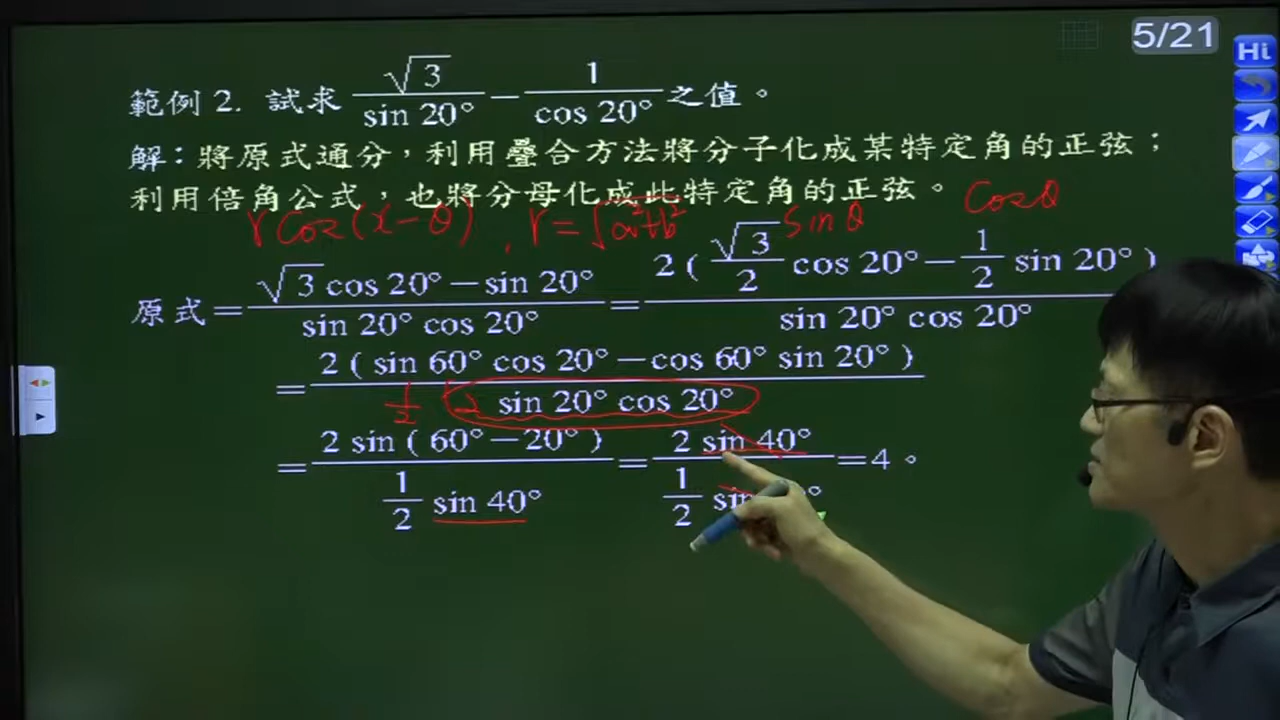 5/21
Hi
範例 2. 試求 √3/sin 20° − 1/cos 20° 之值。
解：將原式通分，利用疊合方法將分子化成某特定角的正弦；
利用倍角公式，也將分母化成此特定角的正弦。 cosθ
r cos(x−θ) , r=√a²+b² sinθ
原式 = (√3 cos 20° − sin 20°)/(sin 20° cos 20°) = 2(√3/2 cos 20° − 1/2 sin 20°)/(sin 20° cos 20°)
= 2(sin 60° cos 20° − cos 60° sin 20°)/(1/2 2 sin 20° cos 20°)
= 2 sin(60° − 20°)/(1/2 sin 40°) = 2 sin 40°/(1/2 sin °) = 4。